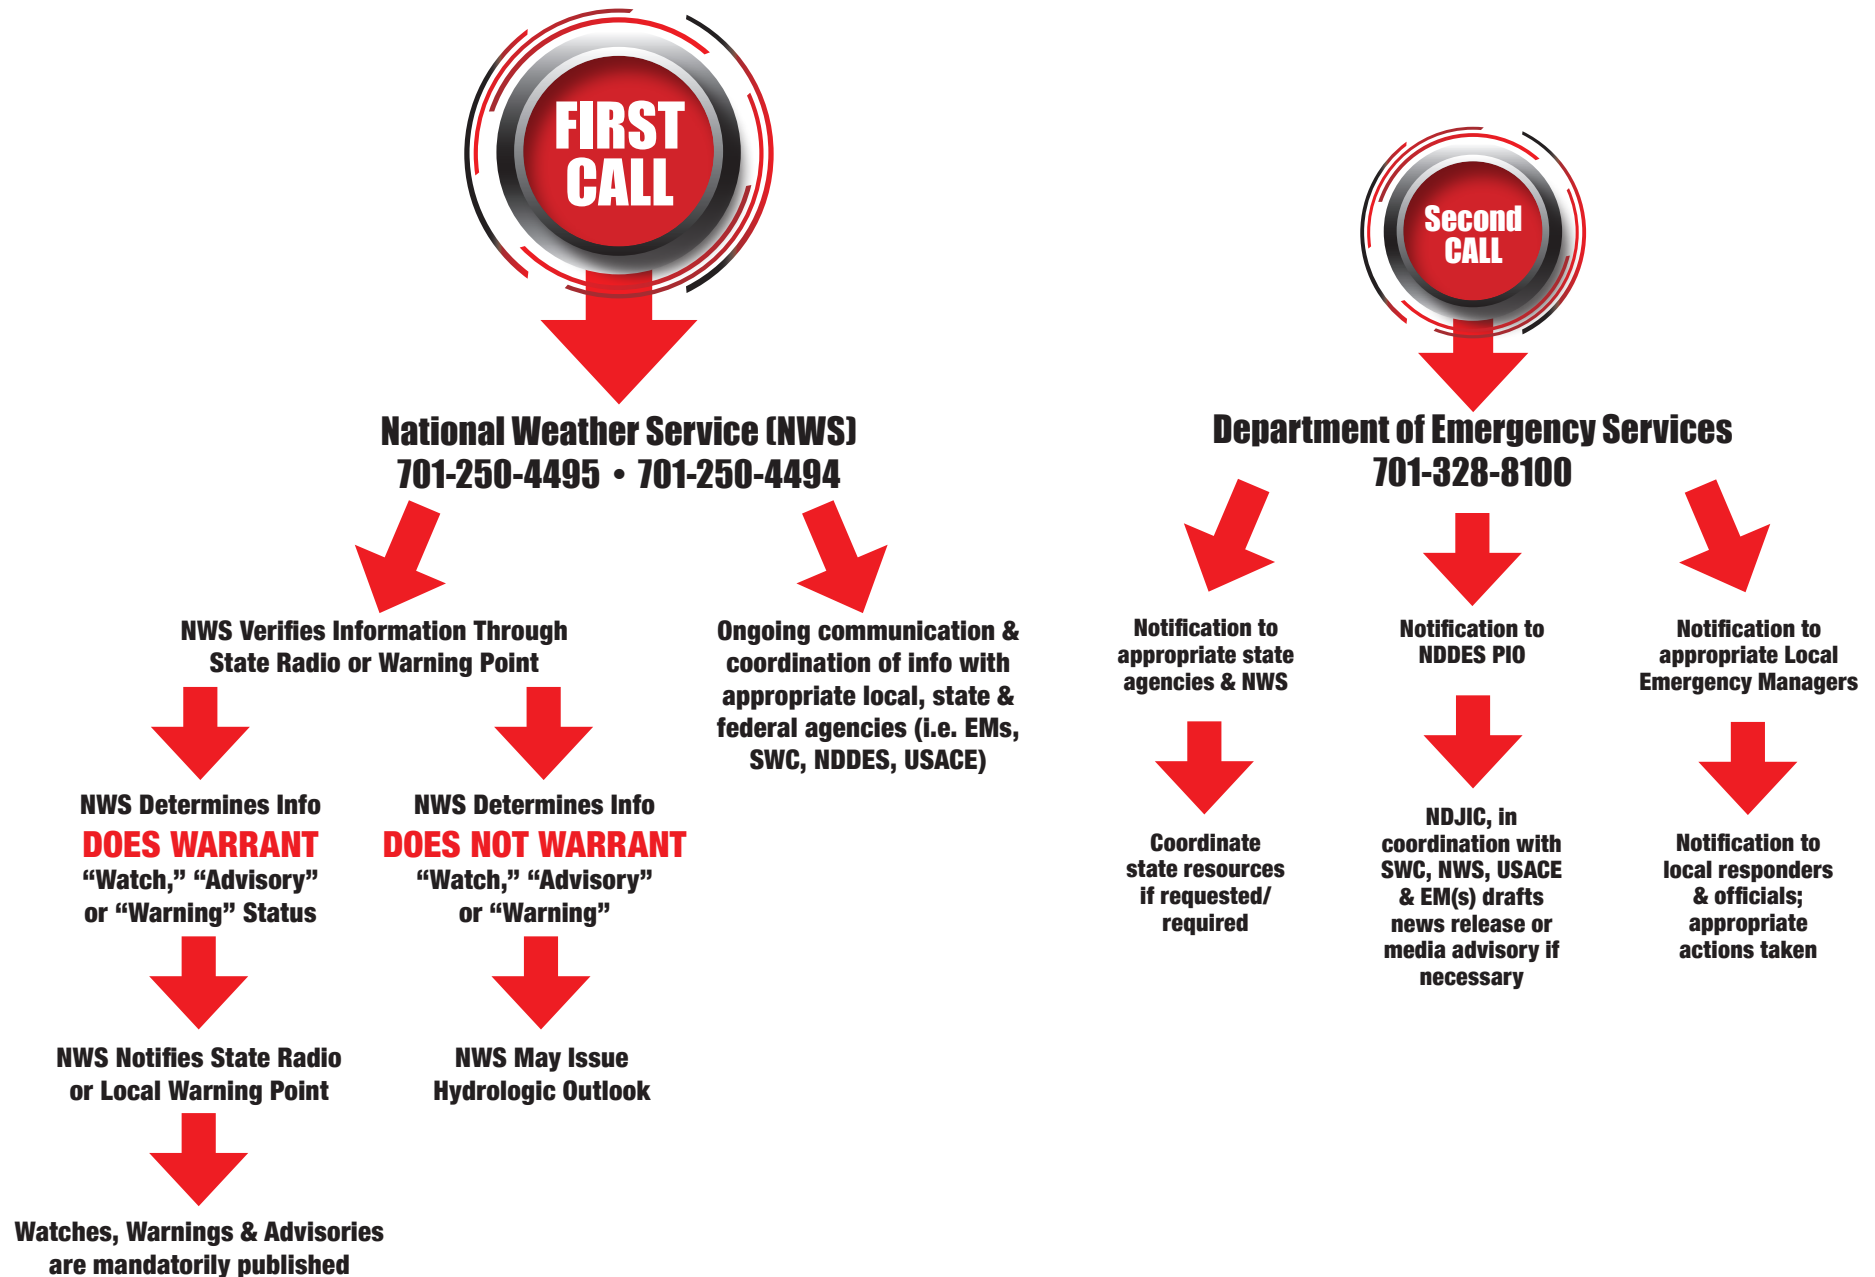 FIRST
CALL
National Weather Service (NWS)
701-250-4495 • 701-250-4494
NWS Verifies Information Through
State Radio or Warning Point
NWS Determines Info
DOES WARRANT
“Watch,” “Advisory”
or “Warning” Status
NWS Notifies State Radio
or Local Warning Point
Watches, Warnings & Advisories
are mandatorily published
NWS Determines Info
DOES NOT WARRANT
“Watch,” “Advisory”
or “Warning”
NWS May Issue
Hydrologic Outlook
Ongoing communication &
coordination of info with
appropriate local, state &
federal agencies (i.e. EMs,
SWC, NDDES, USACE)
Second
CALL
Department of Emergency Services
701-328-8100
Notification to
appropriate state
agencies & NWS
Coordinate
state resources
if requested/
required
Notification to
NDDES PIO
NDJIC, in
coordination with
SWC, NWS, USACE
& EM(s) drafts
news release or
media advisory if
necessary
Notification to
appropriate Local
Emergency Managers
Notification to
local responders
& officials;
appropriate
actions taken